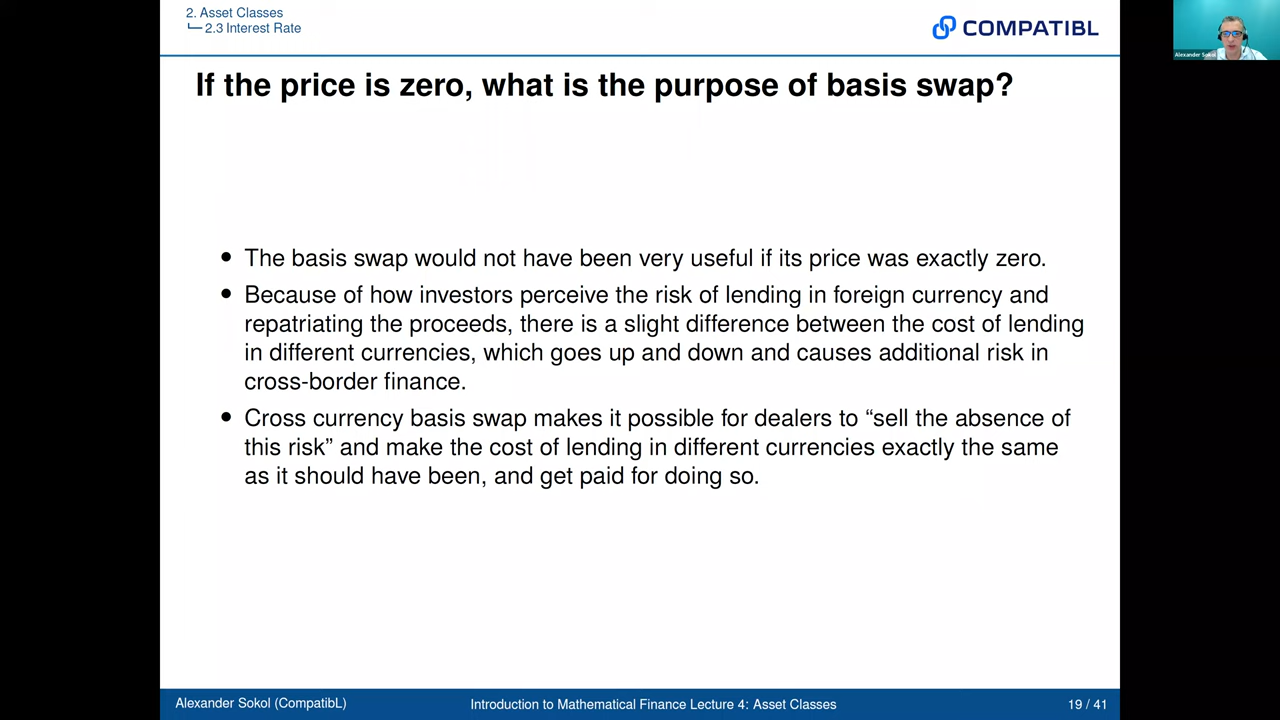 2. Asset Classes
2.3 Interest Rate
COMPATIBL
Alexander Sokol
If the price is zero, what is the purpose of basis swap?
• The basis swap would not have been very useful if its price was exactly zero.
• Because of how investors perceive the risk of lending in foreign currency and
repatriating the proceeds, there is a slight difference between the cost of lending
in different currencies, which goes up and down and causes additional risk in
cross-border finance.
• Cross currency basis swap makes it possible for dealers to “sell the absence of
this risk” and make the cost of lending in different currencies exactly the same
as it should have been, and get paid for doing so.
Alexander Sokol (CompatibL)
Introduction to Mathematical Finance Lecture 4: Asset Classes
19 / 41